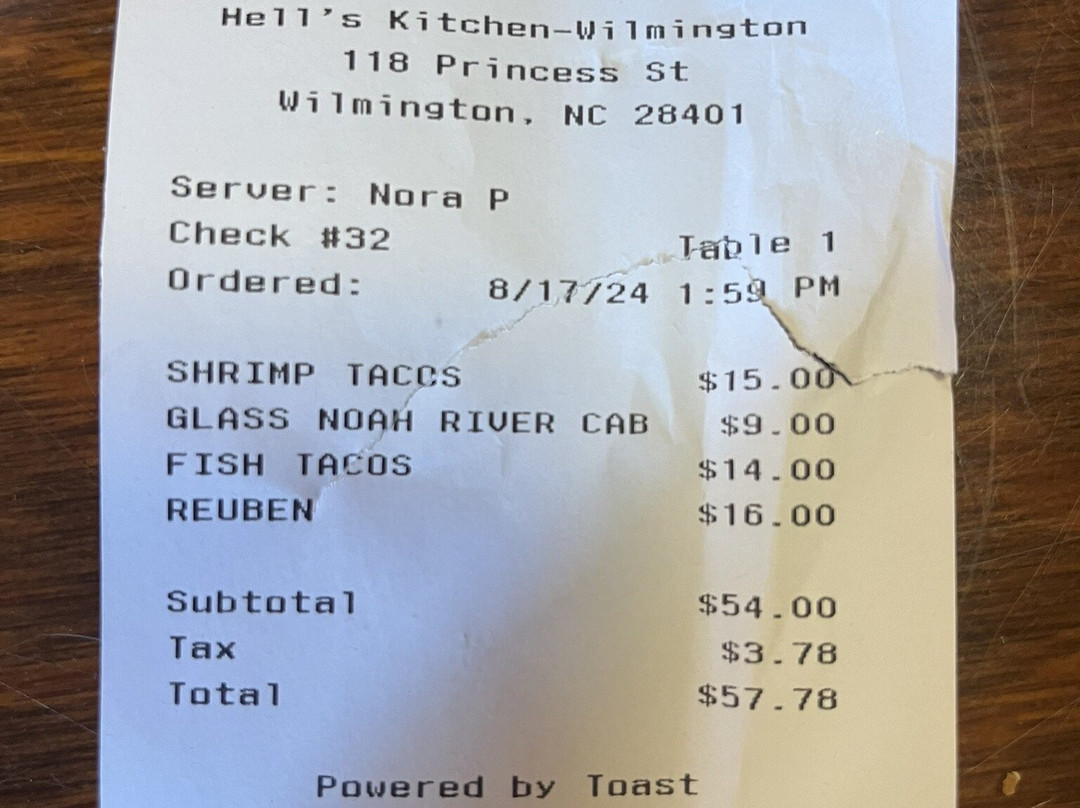 Hell's Kitchen-Wilmington
118 Princess St
Wilmington, NC 28401
Server: Nora P
Check #32 Table 1
Ordered: 8/17/24 1:59 PM
SHRIMP TACOS $15.00
GLASS NOAH RIVER CAB $9.00
FISH TACOS $14.00
REUBEN $16.00
Subtotal $54.00
Tax $3.78
Total $57.78
Powered by Toast